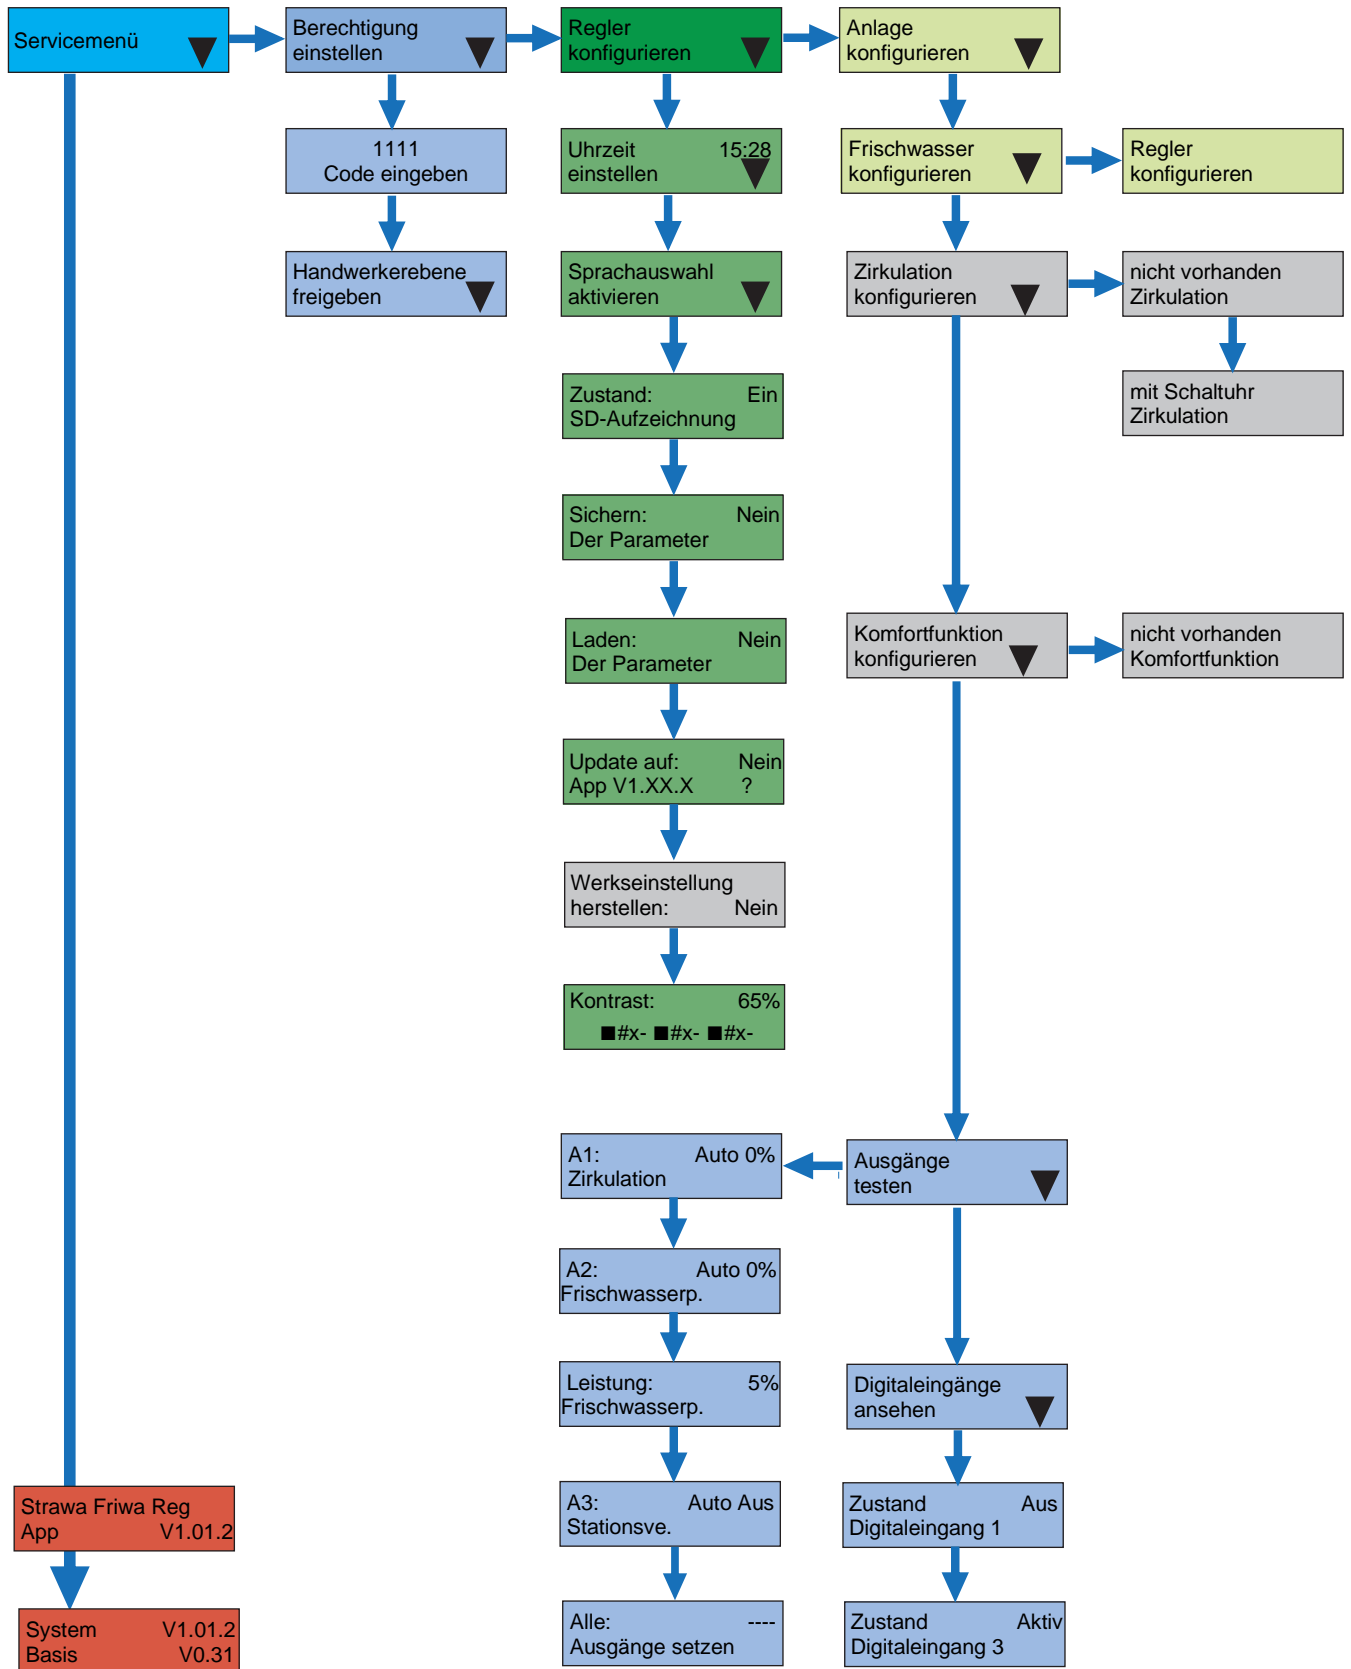 Servicemenü
Berechtigung
einstellen
Regler
konfigurieren
Anlage
konfigurieren
1111
Code eingeben
Uhrzeit 15:28
einstellen
Frischwasser
konfigurieren
Regler
konfigurieren
Handwerkerebene
freigeben
Sprachauswahl
aktivieren
Zirkulation
konfigurieren
nicht vorhanden
Zirkulation
Zustand: Ein
SD-Aufzeichnung
mit Schaltuhr
Zirkulation
Sichern: Nein
Der Parameter
Laden: Nein
Der Parameter
Komfortfunktion
konfigurieren
nicht vorhanden
Komfortfunktion
Update auf: Nein
App V1.XX.X ?
Werkseinstellung
herstellen: Nein
Kontrast: 65%
■#x- ■#x- ■#x-
A1: Auto 0%
Zirkulation
Ausgänge
testen
A2: Auto 0%
Frischwasserp.
Leistung: 5%
Frischwasserp.
Digitaleingänge
ansehen
Strawa Friwa Reg
App V1.01.2
A3: Auto Aus
Stationsve.
Zustand Aus
Digitaleingang 1
System V1.01.2
Basis V0.31
Alle: ----
Ausgänge setzen
Zustand Aktiv
Digitaleingang 3